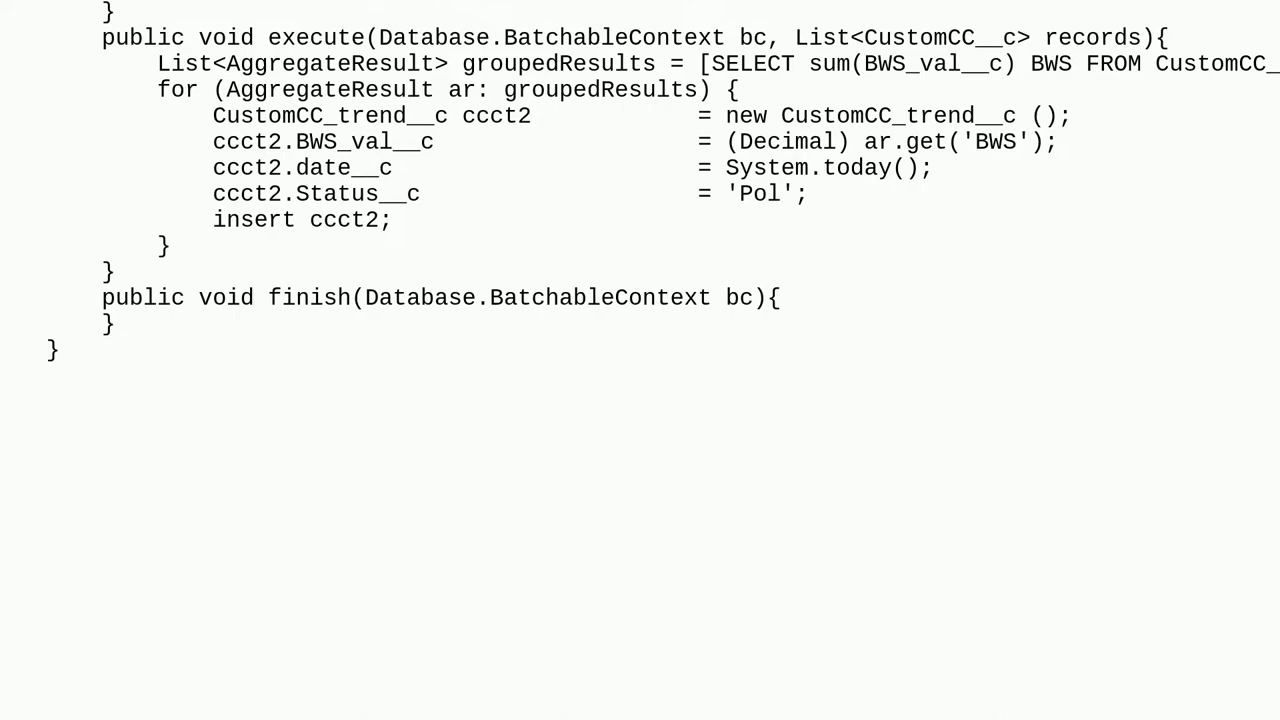 }
public void execute(Database.BatchableContext bc, List<CustomCC__c> records){
List<AggregateResult> groupedResults = [SELECT sum(BWS_val__c) BWS FROM CustomCC_
for (AggregateResult ar: groupedResults) {
CustomCC_trend__c ccct2 = new CustomCC_trend__c ();
ccct2.BWS_val__c = (Decimal) ar.get('BWS');
ccct2.date__c = System.today();
ccct2.Status__c = 'Pol';
insert ccct2;
}
}
public void finish(Database.BatchableContext bc){
}
}